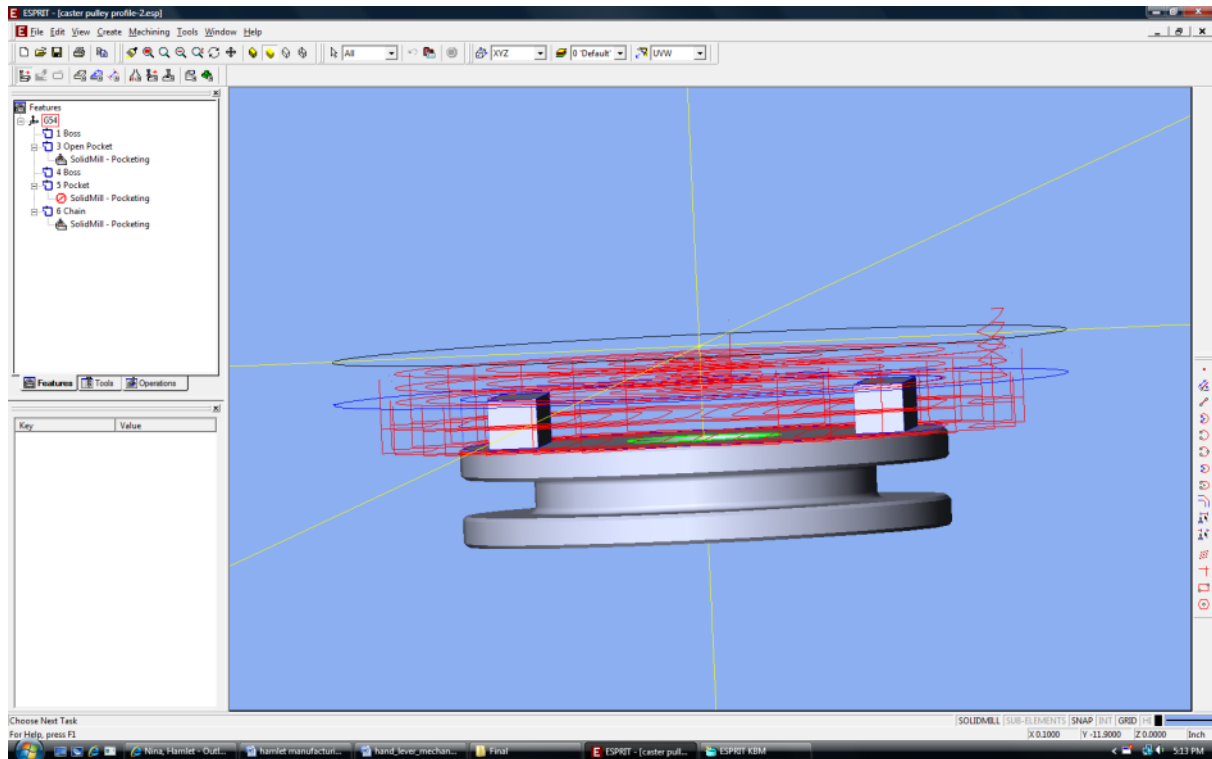 ESPRIT - [caster pulley profile-2.esp]
File Edit View Create Machining Tools Window Help
All XYZ 0 'Default' UVW
Features
G54
1 Boss
3 Open Pocket
SolidMill - Pocketing
4 Boss
5 Pocket
SolidMill - Pocketing
6 Chain
SolidMill - Pocketing
Features Tools Operations
Key Value
Choose Next Task
SOLIDMILL SUB-ELEMENTS SNAP INT GRID HI
For Help, press F1
X 0.1000 Y -11.9000 Z 0.0000 Inch
Nina, Hamlet - Outl... hamlet manufacturi... hand_lever_mechan... Final ESPRIT - [caster pull... ESPRIT KBM 5:13 PM